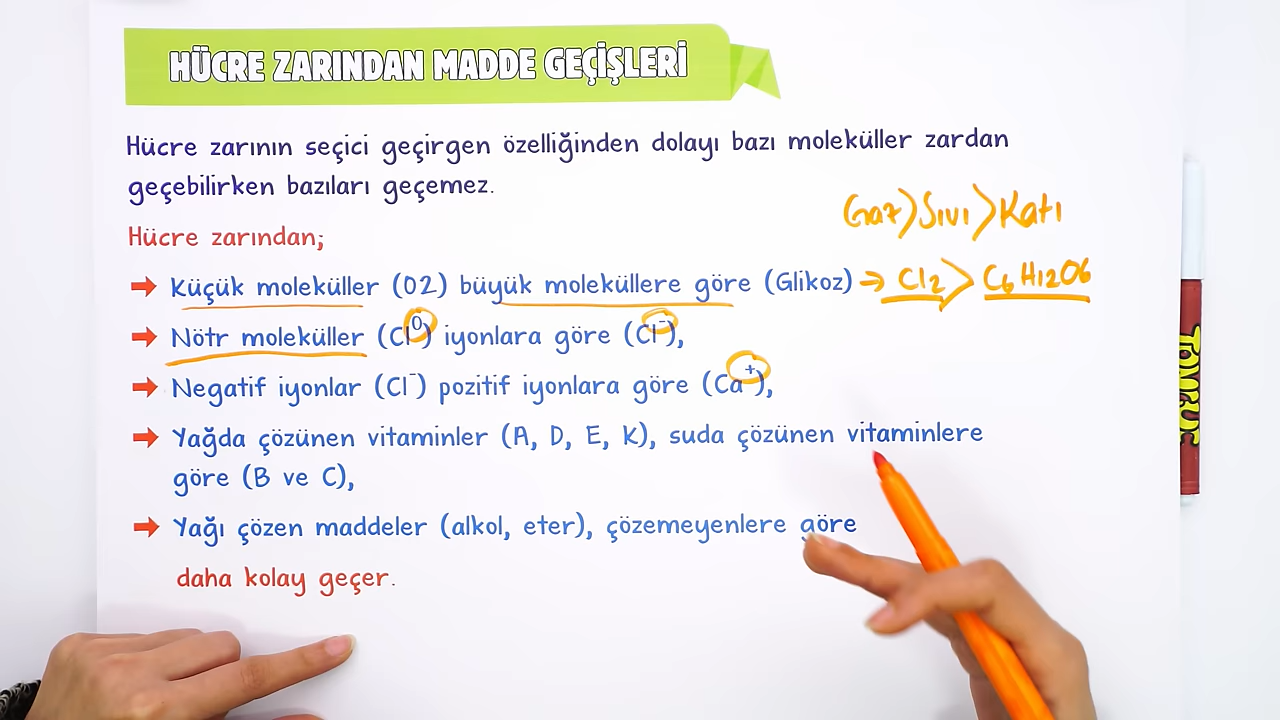 HÜCRE ZARINDAN MADDE GEÇİŞLERİ
Hücre zarının seçici geçirgen özelliğinden dolayı bazı moleküller zardan
geçebilirken bazıları geçemez.
Gaz > Sıvı > Katı
Hücre zarından;
➡ Küçük moleküller (O2) büyük moleküllere göre (Glikoz) → Cl2 > C6H12O6
➡ Nötr moleküller (Cl⁰) iyonlara göre (Cl⁻),
➡ Negatif iyonlar (Cl⁻) pozitif iyonlara göre (Ca⁺),
➡ Yağda çözünen vitaminler (A, D, E, K), suda çözünen vitaminlere
göre (B ve C),
➡ Yağı çözen maddeler (alkol, eter), çözemeyenlere göre
daha kolay geçer.